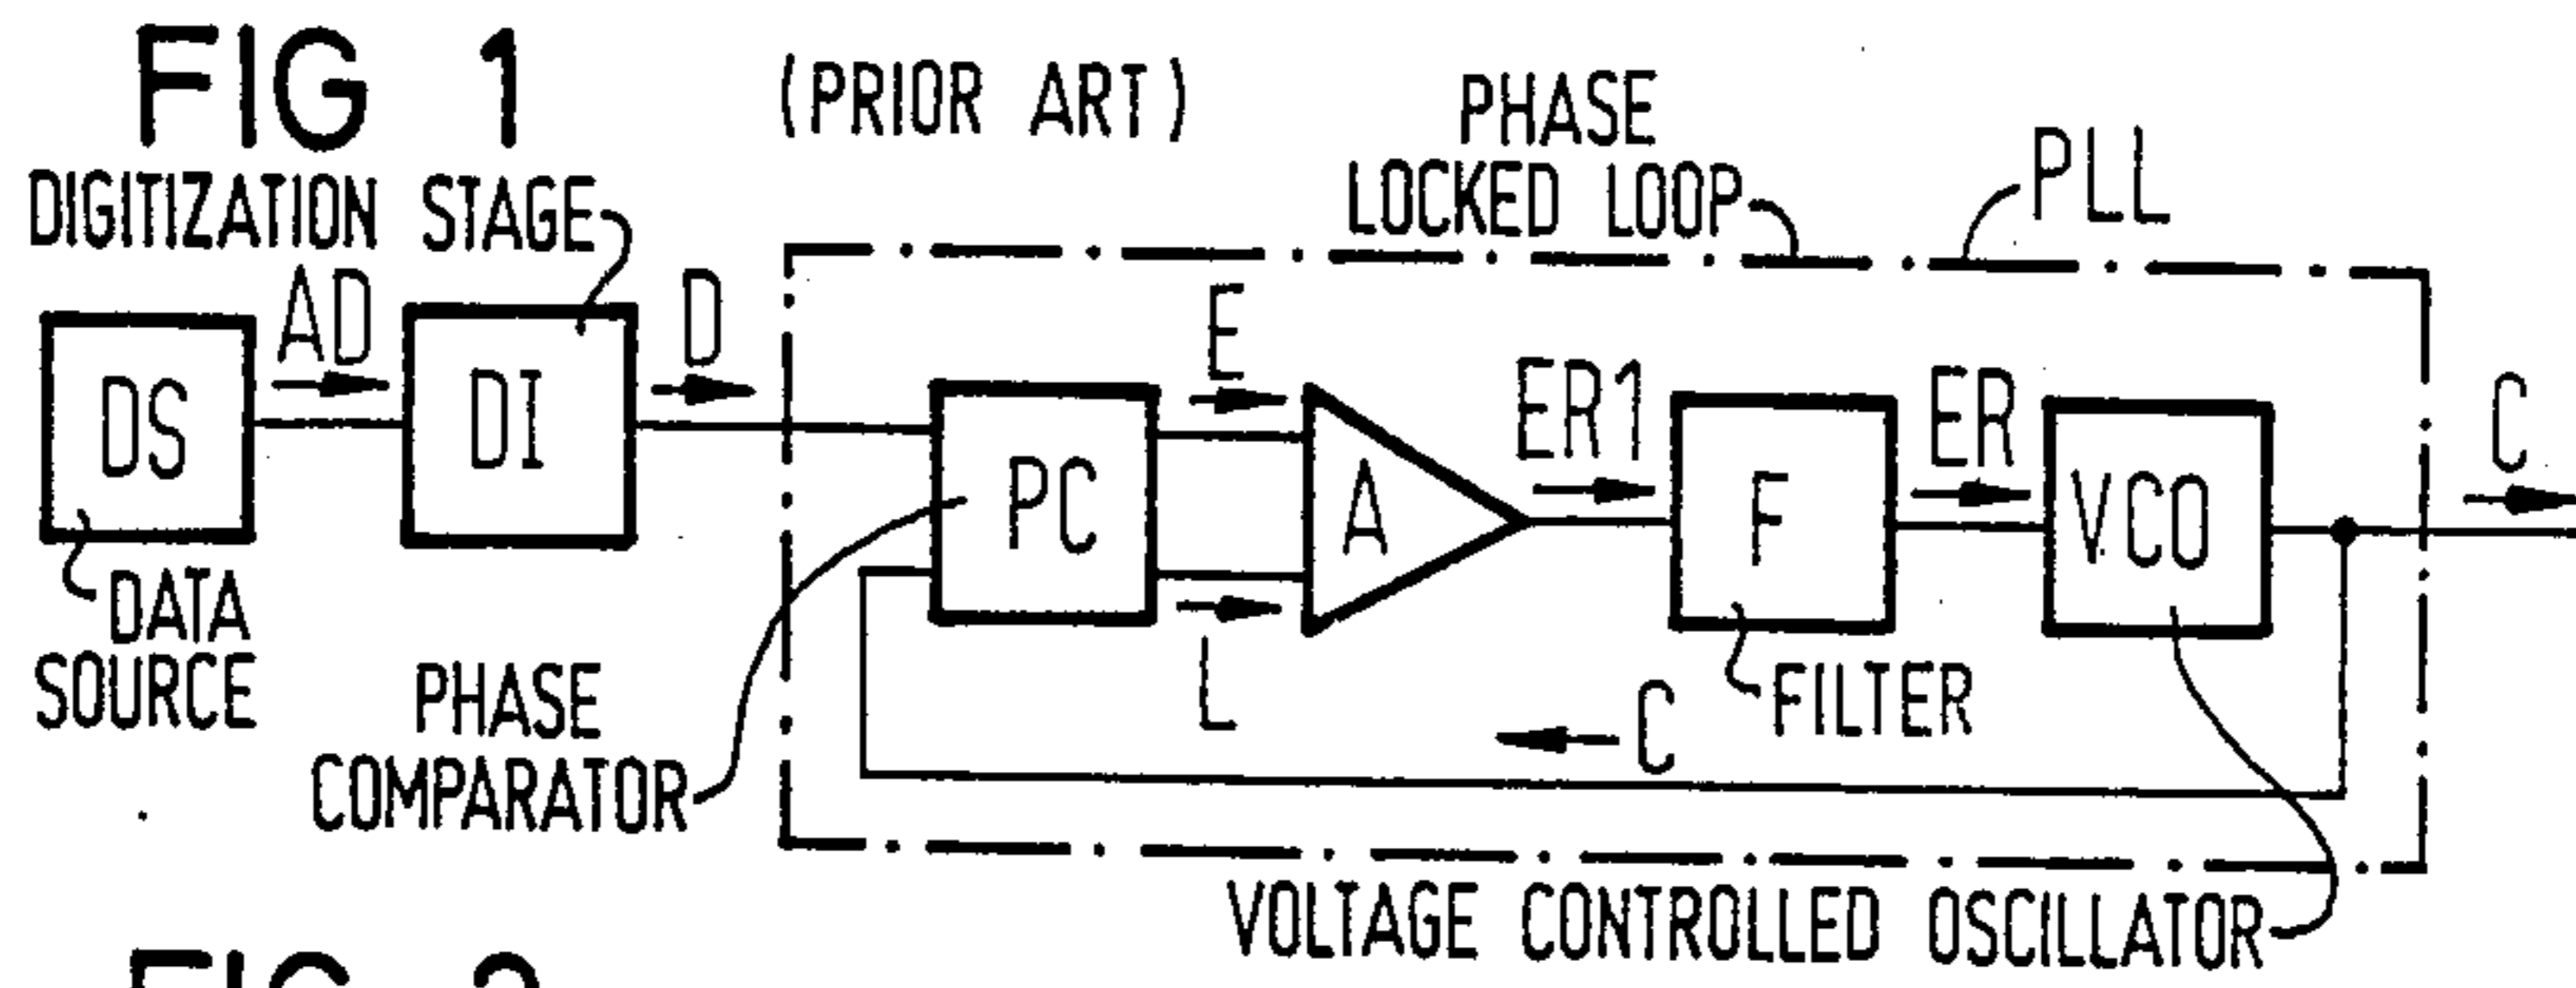 FIG 1
(PRIOR ART)
PHASE
LOCKED LOOP
PLL
DIGITIZATION STAGE
AD
D
E
ER1
ER
C
DS
DI
PC
A
F
VCO
DATA
SOURCE
PHASE
COMPARATOR
L
C
FILTER
VOLTAGE CONTROLLED OSCILLATOR